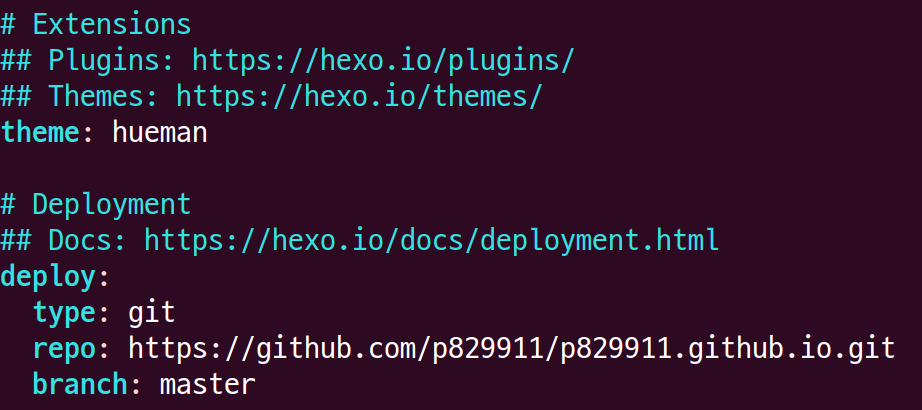 # Extensions
## Plugins: https://hexo.io/plugins/
## Themes: https://hexo.io/themes/
theme: hueman

# Deployment
## Docs: https://hexo.io/docs/deployment.html
deploy:
  type: git
  repo: https://github.com/p829911/p829911.github.io.git
  branch: master